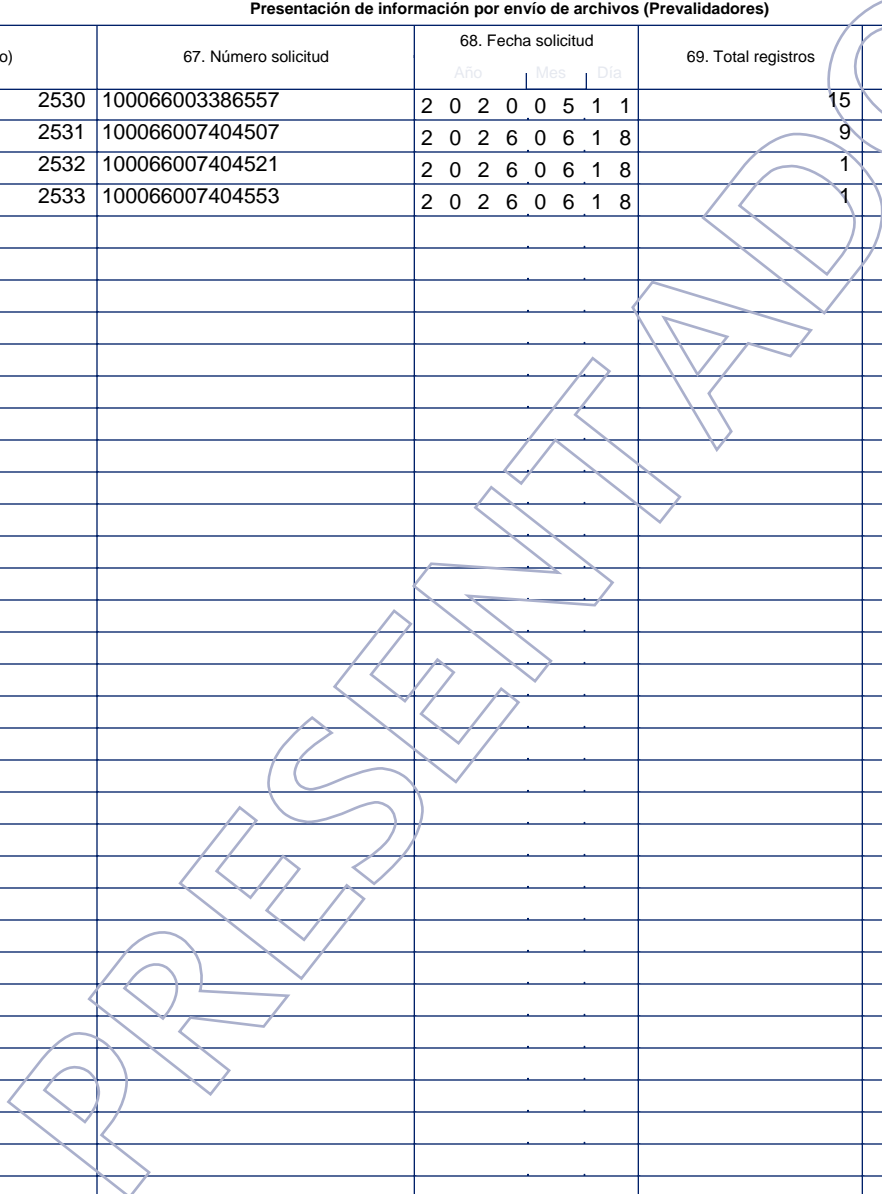 Presentación de información por envío de archivos (Prevalidadores)
o) 67. Número solicitud 68. Fecha solicitud 69. Total registros
Año Mes Día
2530 100066003386557 2 0 2 0 0 5 1 1 15
2531 100066007404507 2 0 2 6 0 6 1 8 9
2532 100066007404521 2 0 2 6 0 6 1 8 1
2533 100066007404553 2 0 2 6 0 6 1 8 1
PRESENTADO